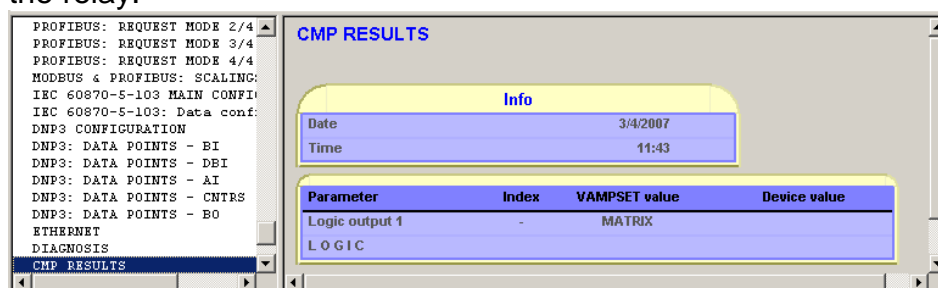 the relay.
PROFIBUS: REQUEST MODE 2/4
PROFIBUS: REQUEST MODE 3/4
PROFIBUS: REQUEST MODE 4/4
MODBUS & PROFIBUS: SCALING:
IEC 60870-5-103 MAIN CONFI
IEC 60870-5-103: Data conf:
DNP3 CONFIGURATION
DNP3: DATA POINTS - BI
DNP3: DATA POINTS - DBI
DNP3: DATA POINTS - AI
DNP3: DATA POINTS - CNTRS
DNP3: DATA POINTS - BO
ETHERNET
DIAGNOSIS
CMP RESULTS
CMP RESULTS
Info
Date 3/4/2007
Time 11:43
Parameter Index VAMPSET value Device value
Logic output 1 - MATRIX
L O G I C